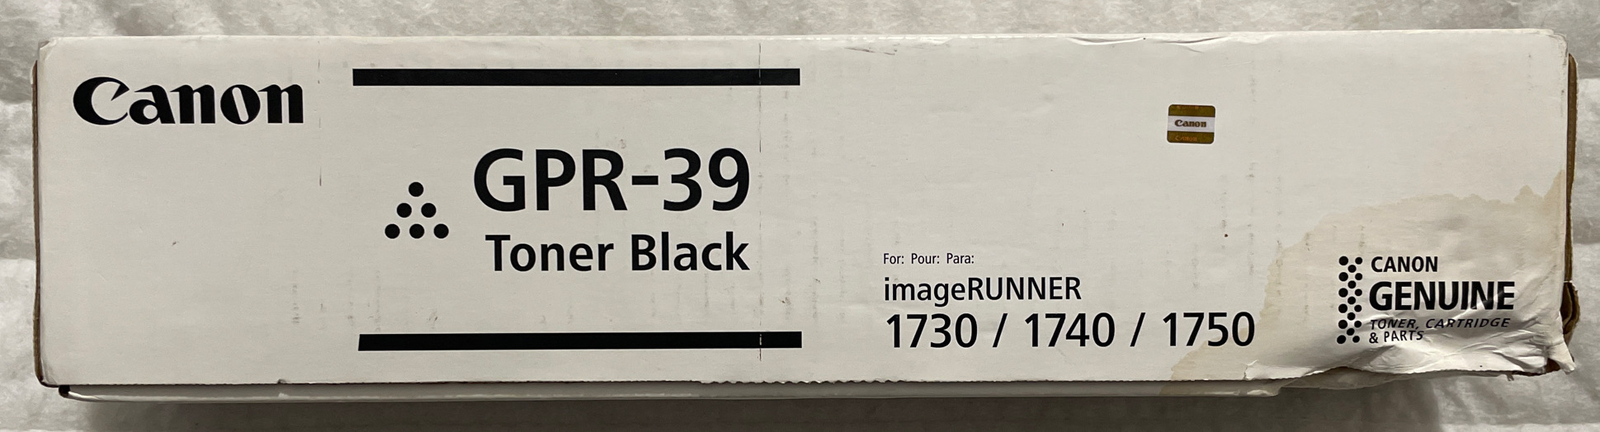 Canon
GPR-39
Toner Black
Canon
For: Pour: Para:
imageRUNNER
1730 / 1740 / 1750
CANON
GENUINE
TONER, CARTRIDGE
& PARTS